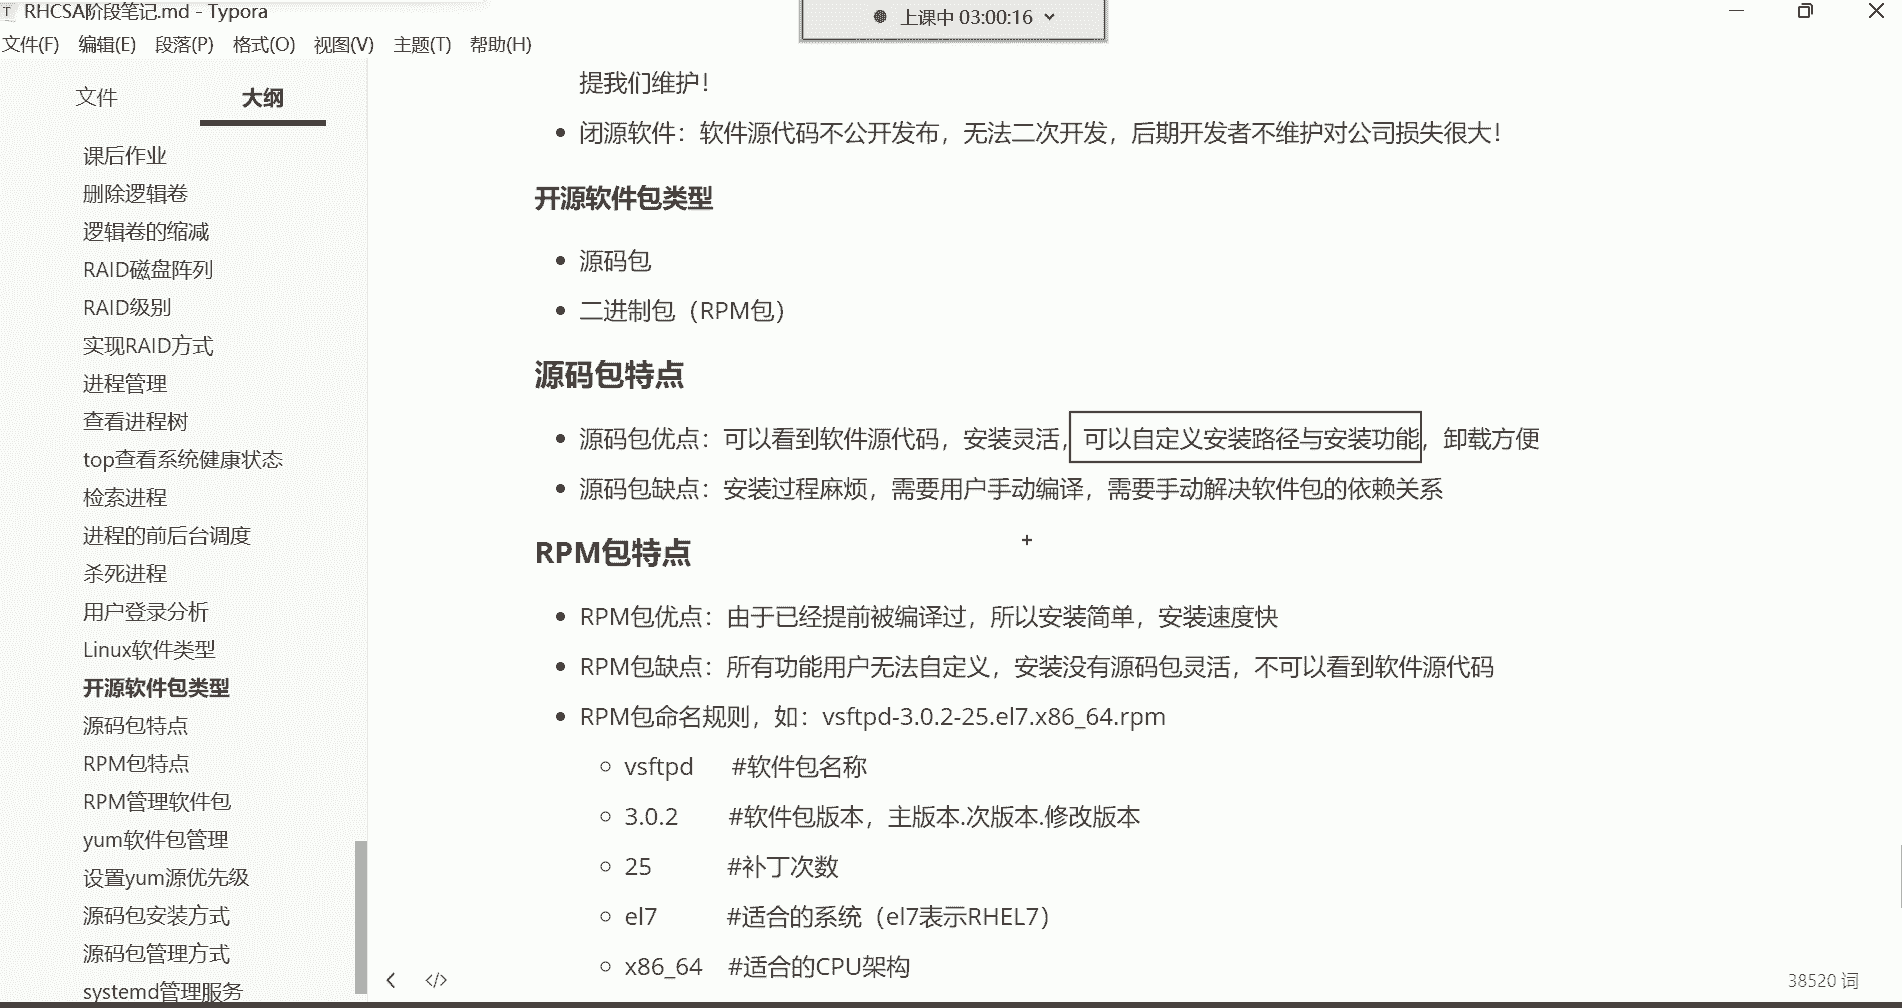 RHCSA阶段笔记.md - Typora
上课中 03:00:16
文件(F) 编辑(E) 段落(P) 格式(O) 视图(V) 主题(T) 帮助(H)
文件 大纲
课后作业
删除逻辑卷
逻辑卷的缩减
RAID磁盘阵列
RAID级别
实现RAID方式
进程管理
查看进程树
top查看系统健康状态
检索进程
进程的前后台调度
杀死进程
用户登录分析
Linux软件类型
开源软件包类型
源码包特点
RPM包特点
RPM管理软件包
yum软件包管理
设置yum源优先级
源码包安装方式
源码包管理方式
systemd管理服务
提我们维护！
闭源软件：软件源代码不公开发布，无法二次开发，后期开发者不维护对公司损失很大！
开源软件包类型
源码包
二进制包（RPM包）
源码包特点
源码包优点：可以看到软件源代码，安装灵活，可以自定义安装路径与安装功能，卸载方便
源码包缺点：安装过程麻烦，需要用户手动编译，需要手动解决软件包的依赖关系
RPM包特点
RPM包优点：由于已经提前被编译过，所以安装简单，安装速度快
RPM包缺点：所有功能用户无法自定义，安装没有源码包灵活，不可以看到软件源代码
RPM包命名规则，如：vsftpd-3.0.2-25.el7.x86_64.rpm
vsftpd #软件包名称
3.0.2 #软件包版本，主版本.次版本.修改版本
25 #补丁次数
el7 #适合的系统（el7表示RHEL7）
x86_64 #适合的CPU架构
38520 词